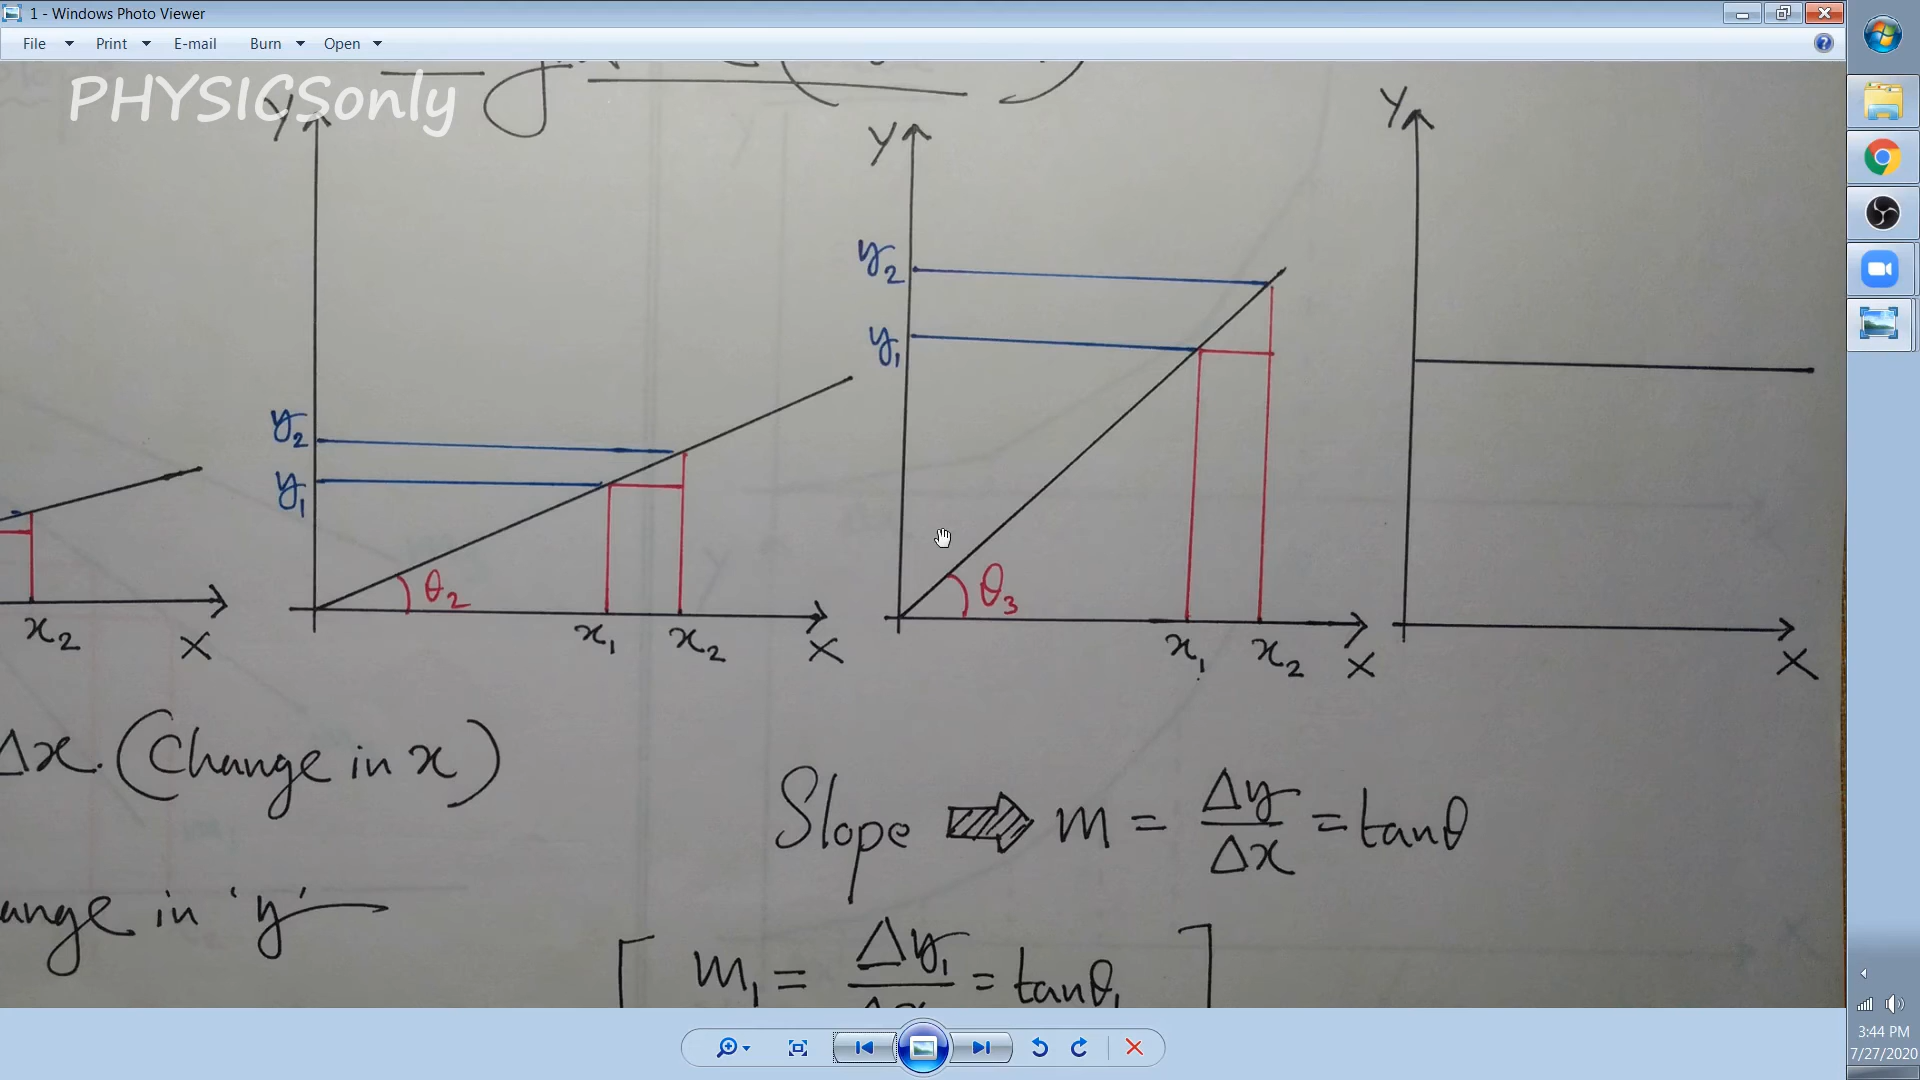 1 - Windows Photo Viewer
File Print E-mail Burn Open
PHYSICSonly
Y
Y
Y
y2
y1
y2
y1
θ2
θ3
x2
X
x1
x2
X
x1
x2
X
X
Δx. (Change in x)
Slope ⇒ m = Δy/Δx = tanθ
ange in 'y'
m1 = Δy1 = tanθ1
3:44 PM
7/27/2020